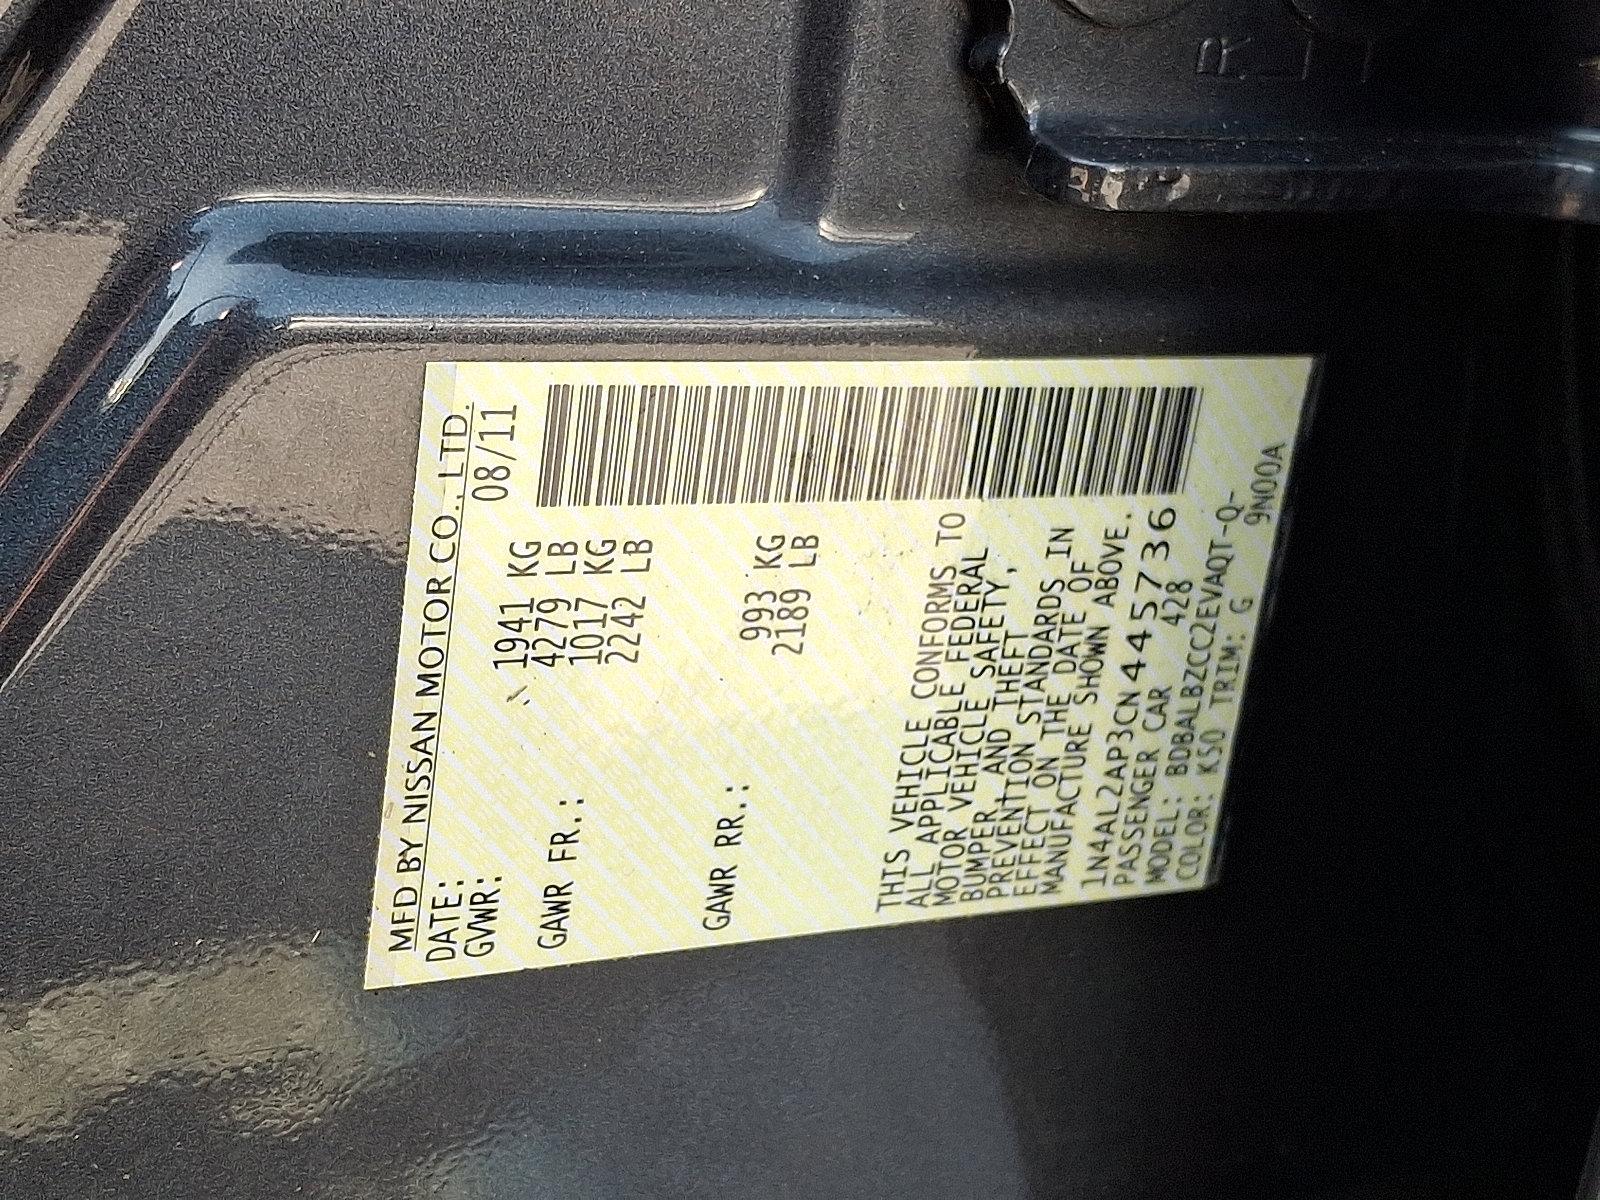 MFD BY NISSAN MOTOR CO., LTD.
DATE: 08/11
GVWR: 1941 KG
4279 LB
GAWR FR.: 1017 KG
2242 LB
GAWR RR.: 993 KG
2189 LB
THIS VEHICLE CONFORMS TO
ALL APPLICABLE FEDERAL
MOTOR VEHICLE SAFETY,
BUMPER, AND THEFT
PREVENTION STANDARDS IN
EFFECT ON THE DATE OF
MANUFACTURE SHOWN ABOVE.
1N4AL2AP3CN445736
PASSENGER CAR 428
MODEL: BDBALBZCC2EVAQT-Q-
COLOR: K50 TRIM: G 9N00A